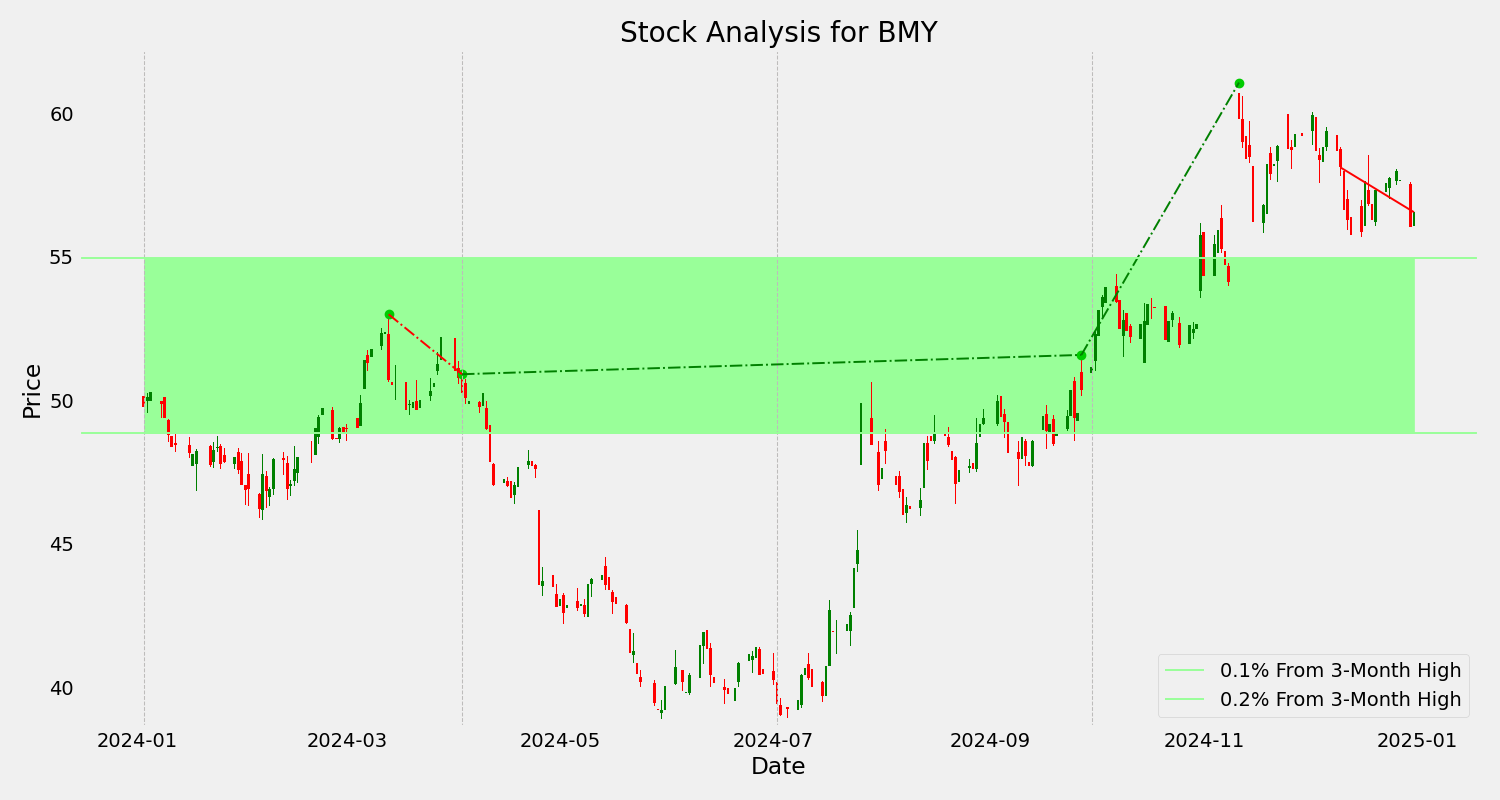 Stock Analysis for BMY
Price
60
55
50
45
40
0.1% From 3-Month High
0.2% From 3-Month High
2024-01
2024-03
2024-05
2024-07
2024-09
2024-11
2025-01
Date